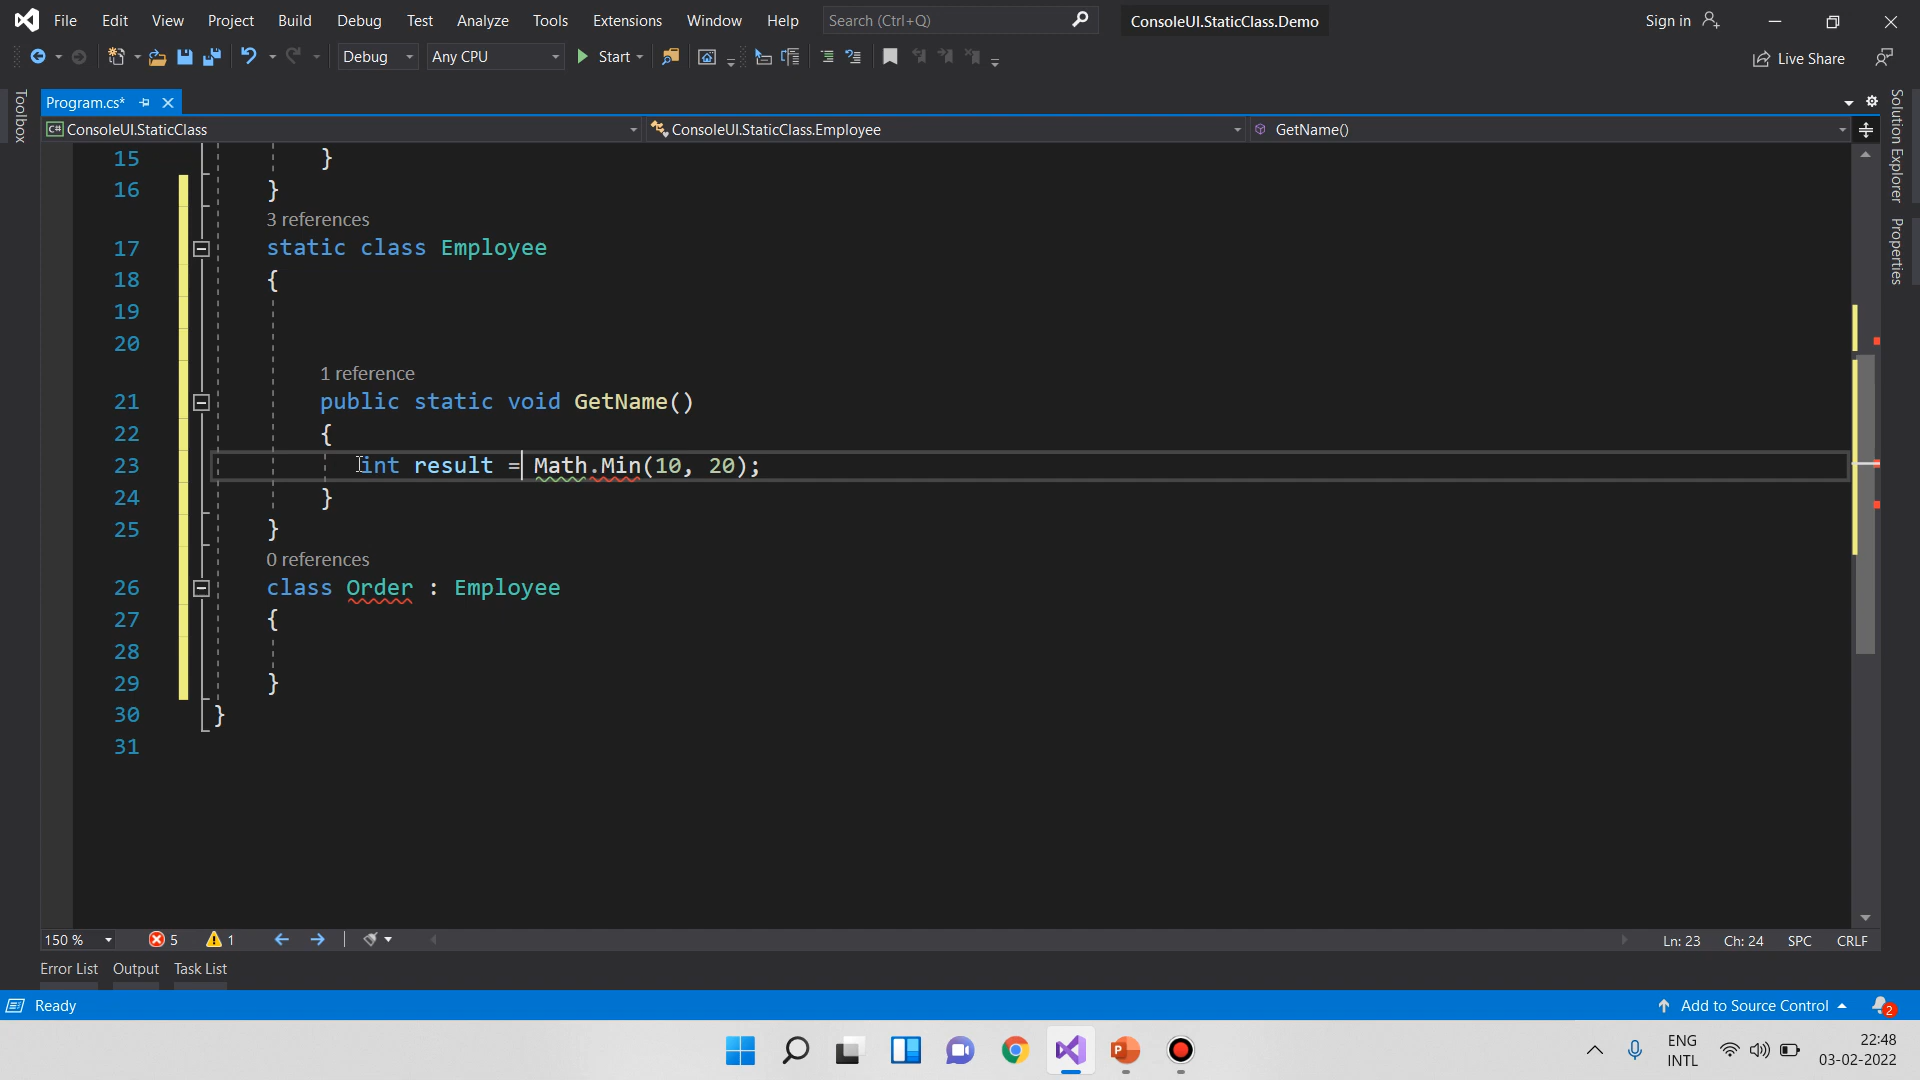 File Edit View Project Build Debug Test Analyze Tools Extensions Window Help Search (Ctrl+Q) ConsoleUI.StaticClass.Demo Sign in
Debug Any CPU Start Live Share
Toolbox
Program.cs*
ConsoleUI.StaticClass ConsoleUI.StaticClass.Employee GetName()
Solution Explorer
Properties
15 }
16 }
3 references
17 static class Employee
18 {
19
20
1 reference
21 public static void GetName()
22 {
23 int result = Math.Min(10, 20);
24 }
25 }
0 references
26 class Order : Employee
27 {
28
29 }
30 }
31
150 % 5 1 Ln: 23 Ch: 24 SPC CRLF
Error List Output Task List
Ready Add to Source Control 2
ENG
INTL
22:48
03-02-2022